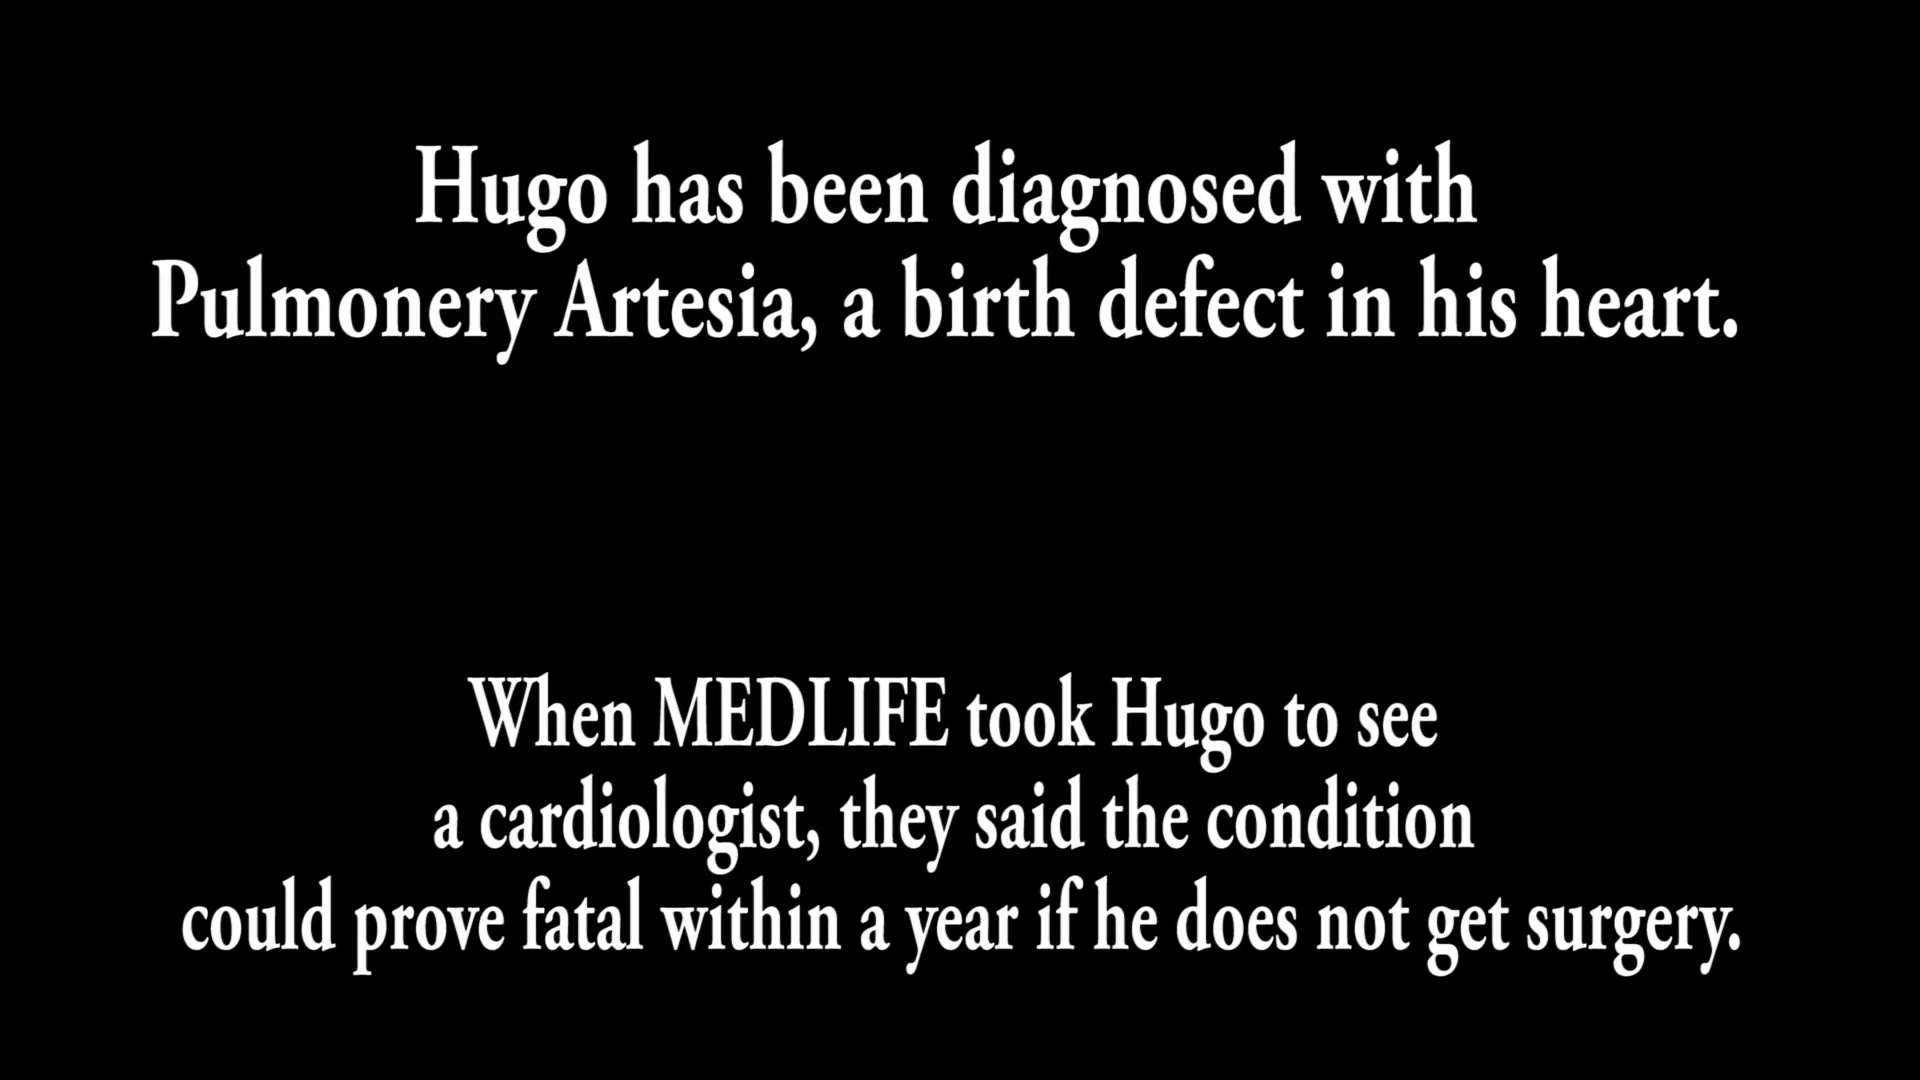 Hugo has been diagnosed with
Pulmonery Artesia, a birth defect in his heart.
When MEDLIFE took Hugo to see
a cardiologist, they said the condition
could prove fatal within a year if he does not get surgery.